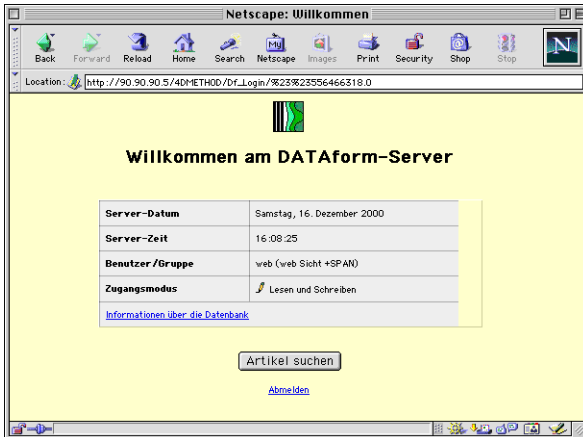 Netscape: Willkommen
Back Forward Reload Home Search Netscape Images Print Security Shop Stop
My
N
Location: http://90.90.90.5/4DMETHOD/Df_Login/%23%23556466318.0
Willkommen am DATAform-Server
Server-Datum Samstag, 16. Dezember 2000
Server-Zeit 16:08:25
Benutzer/Gruppe web (web Sicht +SPAN)
Zugangsmodus Lesen und Schreiben
Informationen über die Datenbank
Artikel suchen
Abmelden